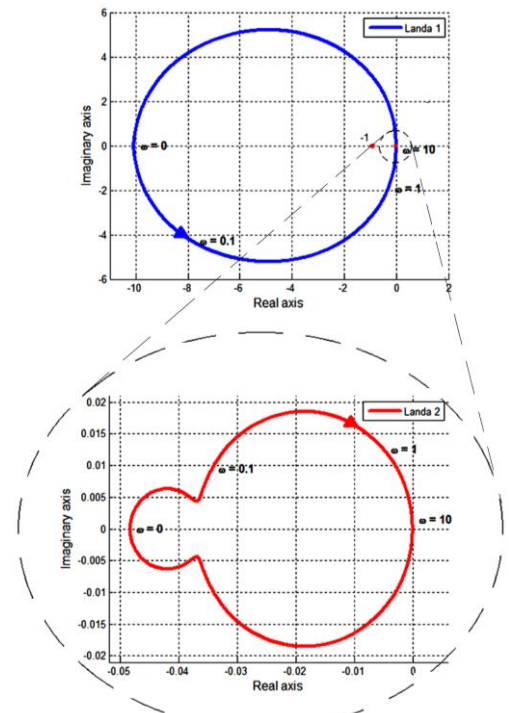 6
Landa 1
4
2
-1
0
ω = 0
ω = 10
-2
ω = 1
-4
ω = 0.1
-6
-10
-8
-6
-4
-2
0
2
Imaginary axis
Real axis
0.02
Landa 2
0.015
ω = 1
0.01
ω = 0.1
0.005
ω = 10
0
ω = 0
-0.005
-0.01
-0.015
-0.02
-0.05
-0.04
-0.03
-0.02
-0.01
0
Imaginary axis
Real axis